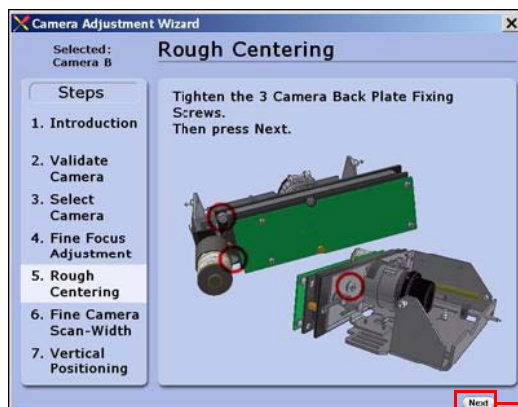 Camera Adjustment Wizard
Selected:
Camera B
Rough Centering
Steps
1. Introduction
2. Validate
Camera
3. Select
Camera
4. Fine Focus
Adjustment
5. Rough
Centering
6. Fine Camera
Scan-Width
7. Vertical
Positioning
Tighten the 3 Camera Back Plate Fixing
Screws.
Then press Next.
Next